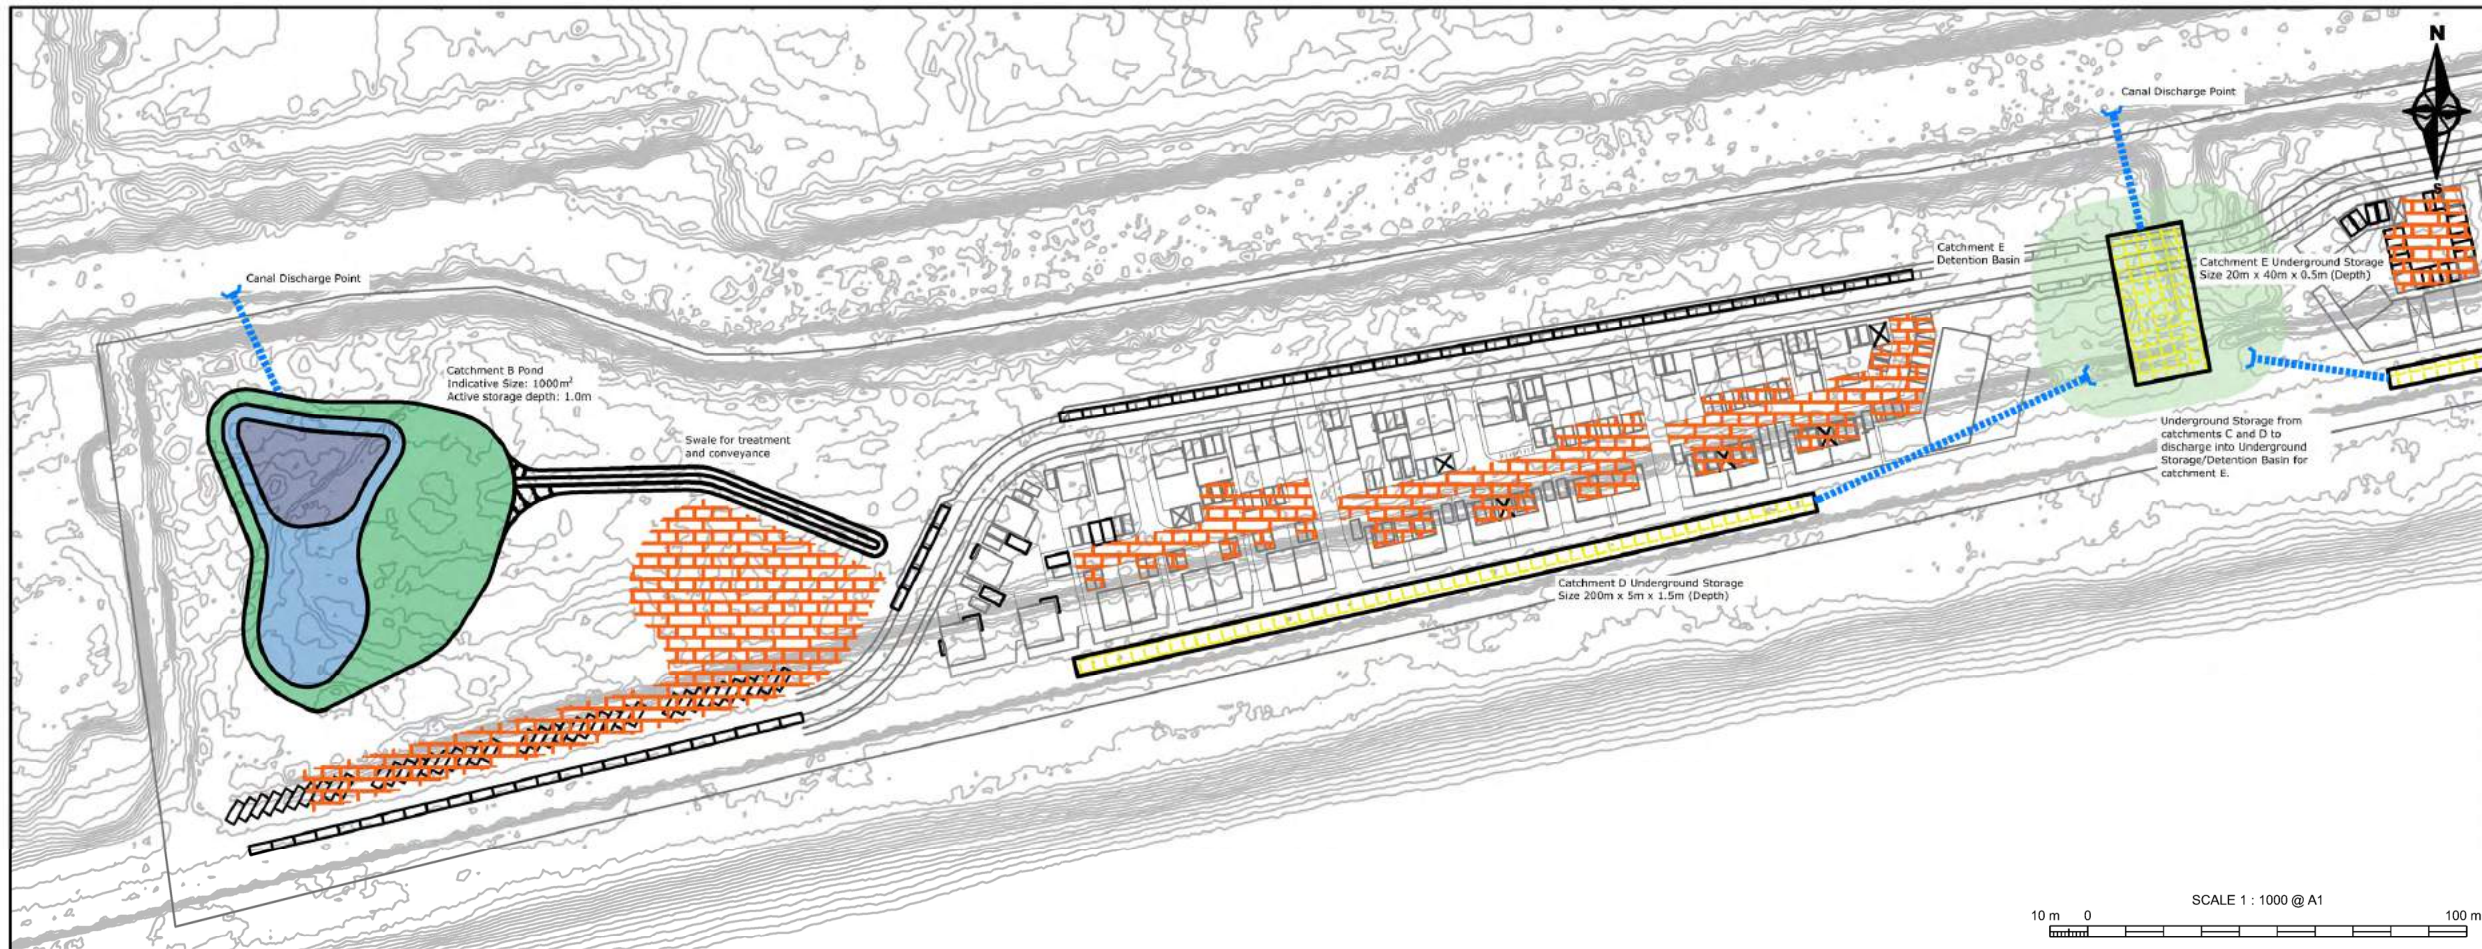 N
S
Canal Discharge Point
Canal Discharge Point
Catchment E
Detention Basin
Catchment E Underground Storage
Size 20m x 40m x 0.5m (Depth)
Catchment B Pond
Indicative Size: 1000m²
Active storage depth: 1.0m
Swale for treatment
and conveyance
Underground Storage from
catchments C and D to
discharge into Underground
Storage/Detention Basin for
catchment E.
Catchment D Underground Storage
Size 200m x 5m x 1.5m (Depth)
SCALE 1 : 1000 @ A1
10 m 0 100 m